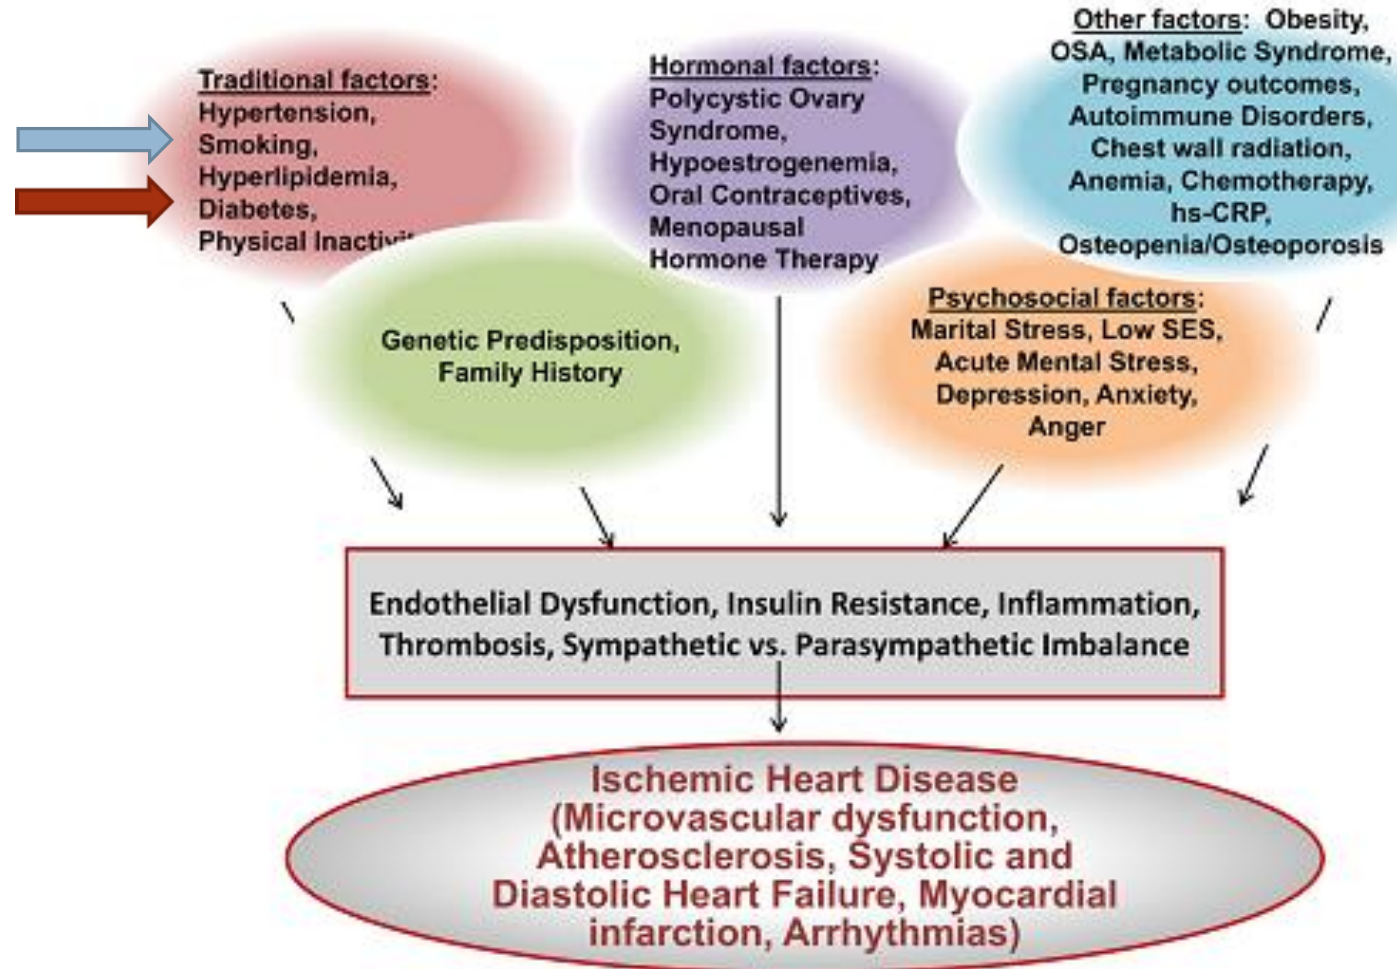 Traditional factors:
Hypertension,
Smoking,
Hyperlipidemia,
Diabetes,
Physical
Hormonal factors:
Polycystic Ovary
Syndrome,
Hypoestrogenemia,
Oral Contraceptives,
Menopausal
Hormone Therapy
Other factors: Obesity,
OSA, Metabolic Syndrome,
Pregnancy outcomes,
Autoimmune Disorders,
Chest wall radiation,
Anemia, Chemotherapy,
hs-CRP,
Osteopenia/Osteoporosis
Genetic Predisposition,
Family History
Psychosocial factors:
Marital Stress, Low SES,
Acute Mental Stress,
Depression, Anxiety,
Anger
Endothelial Dysfunction, Insulin Resistance, Inflammation,
Thrombosis, Sympathetic vs. Parasympathetic Imbalance
Ischemic Heart Disease
(Microvascular dysfunction,
Atherosclerosis, Systolic and
Diastolic Heart Failure, Myocardial
infarction, Arrhythmias)